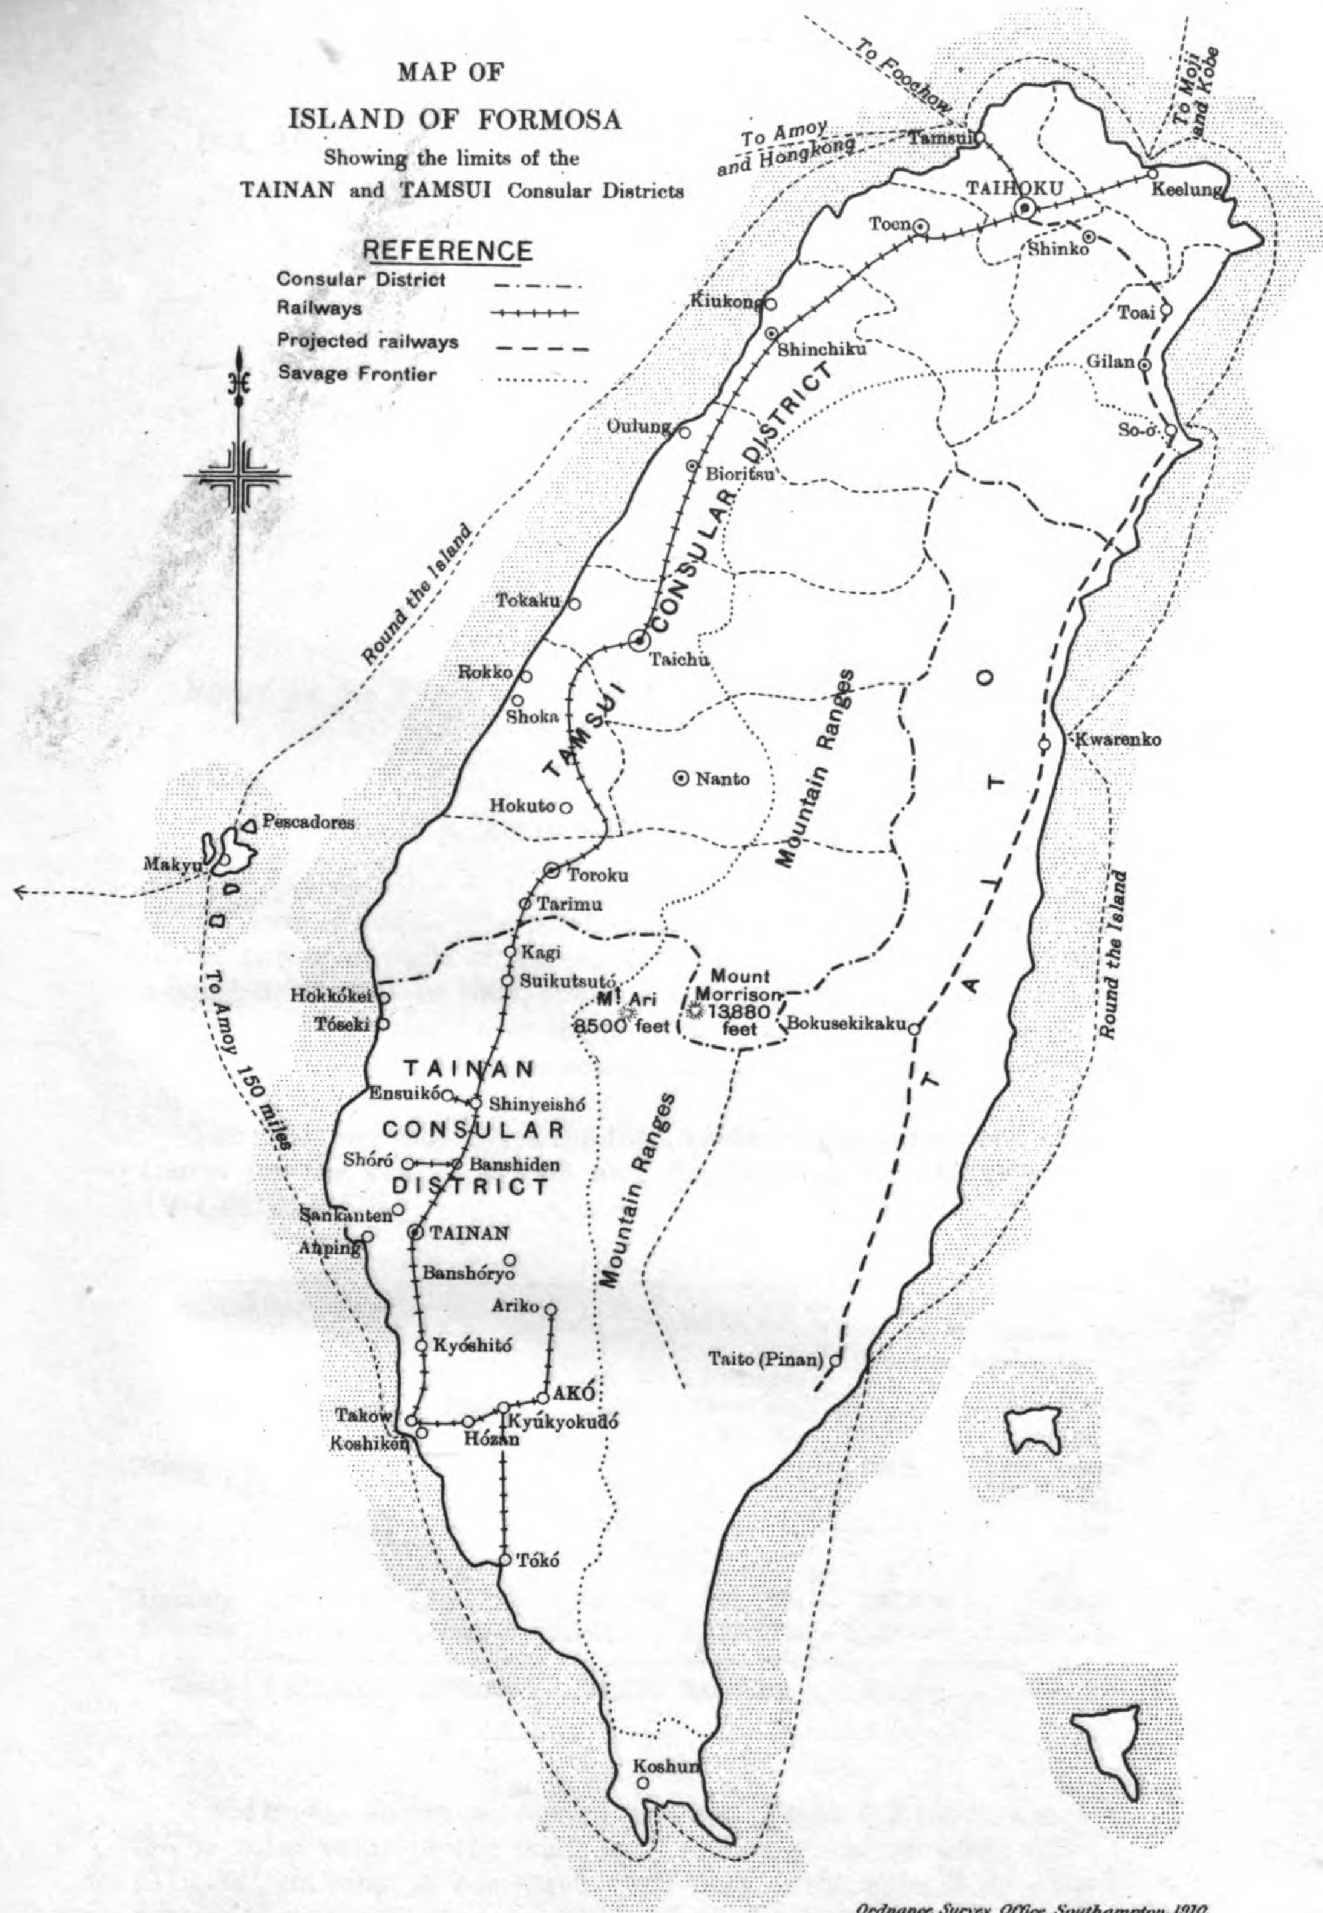 MAP OF
ISLAND OF FORMOSA
Showing the limits of the
TAINAN and TAMSUI Consular Districts
REFERENCE
Consular District
Railways
Projected railways
Savage Frontier
To Foochow
To Moji
and Kobe
To Amoy
and Hongkong
Tamsui
TAIHOKU
Keelung
Tocn
Shinko
Kiukong
Toai
Shinchiku
Gilan
Oulung
So-ó
Bioritsu
TAMSUI CONSULAR DISTRICT
Round the Island
Tokaku
Taichu
Rokko
Shoka
Mountain Ranges
TAITO
Kwarenko
Nanto
Hokuto
Pescadores
Makyu
Toroku
Tarimu
Round the Island
Kagi
Suikutsutó
Hokkókei
Tóseki
Mt Ari
8500 feet
Mount
Morrison
13880
feet
Bokusekikaku
To Amoy 150 miles
TAINAN
Ensuikó
Shinyeishó
CONSULAR
Shóró
Banshiden
DISTRICT
Sankanten
Anping
TAINAN
Banshóryo
Mountain Ranges
Ariko
Kyóshitó
Taito (Pinan)
AKÓ
Takow
Kyúkyokudó
Koshiken
Hózan
Tókó
Koshun
Ordnance Survey Office, Southampton, 1910